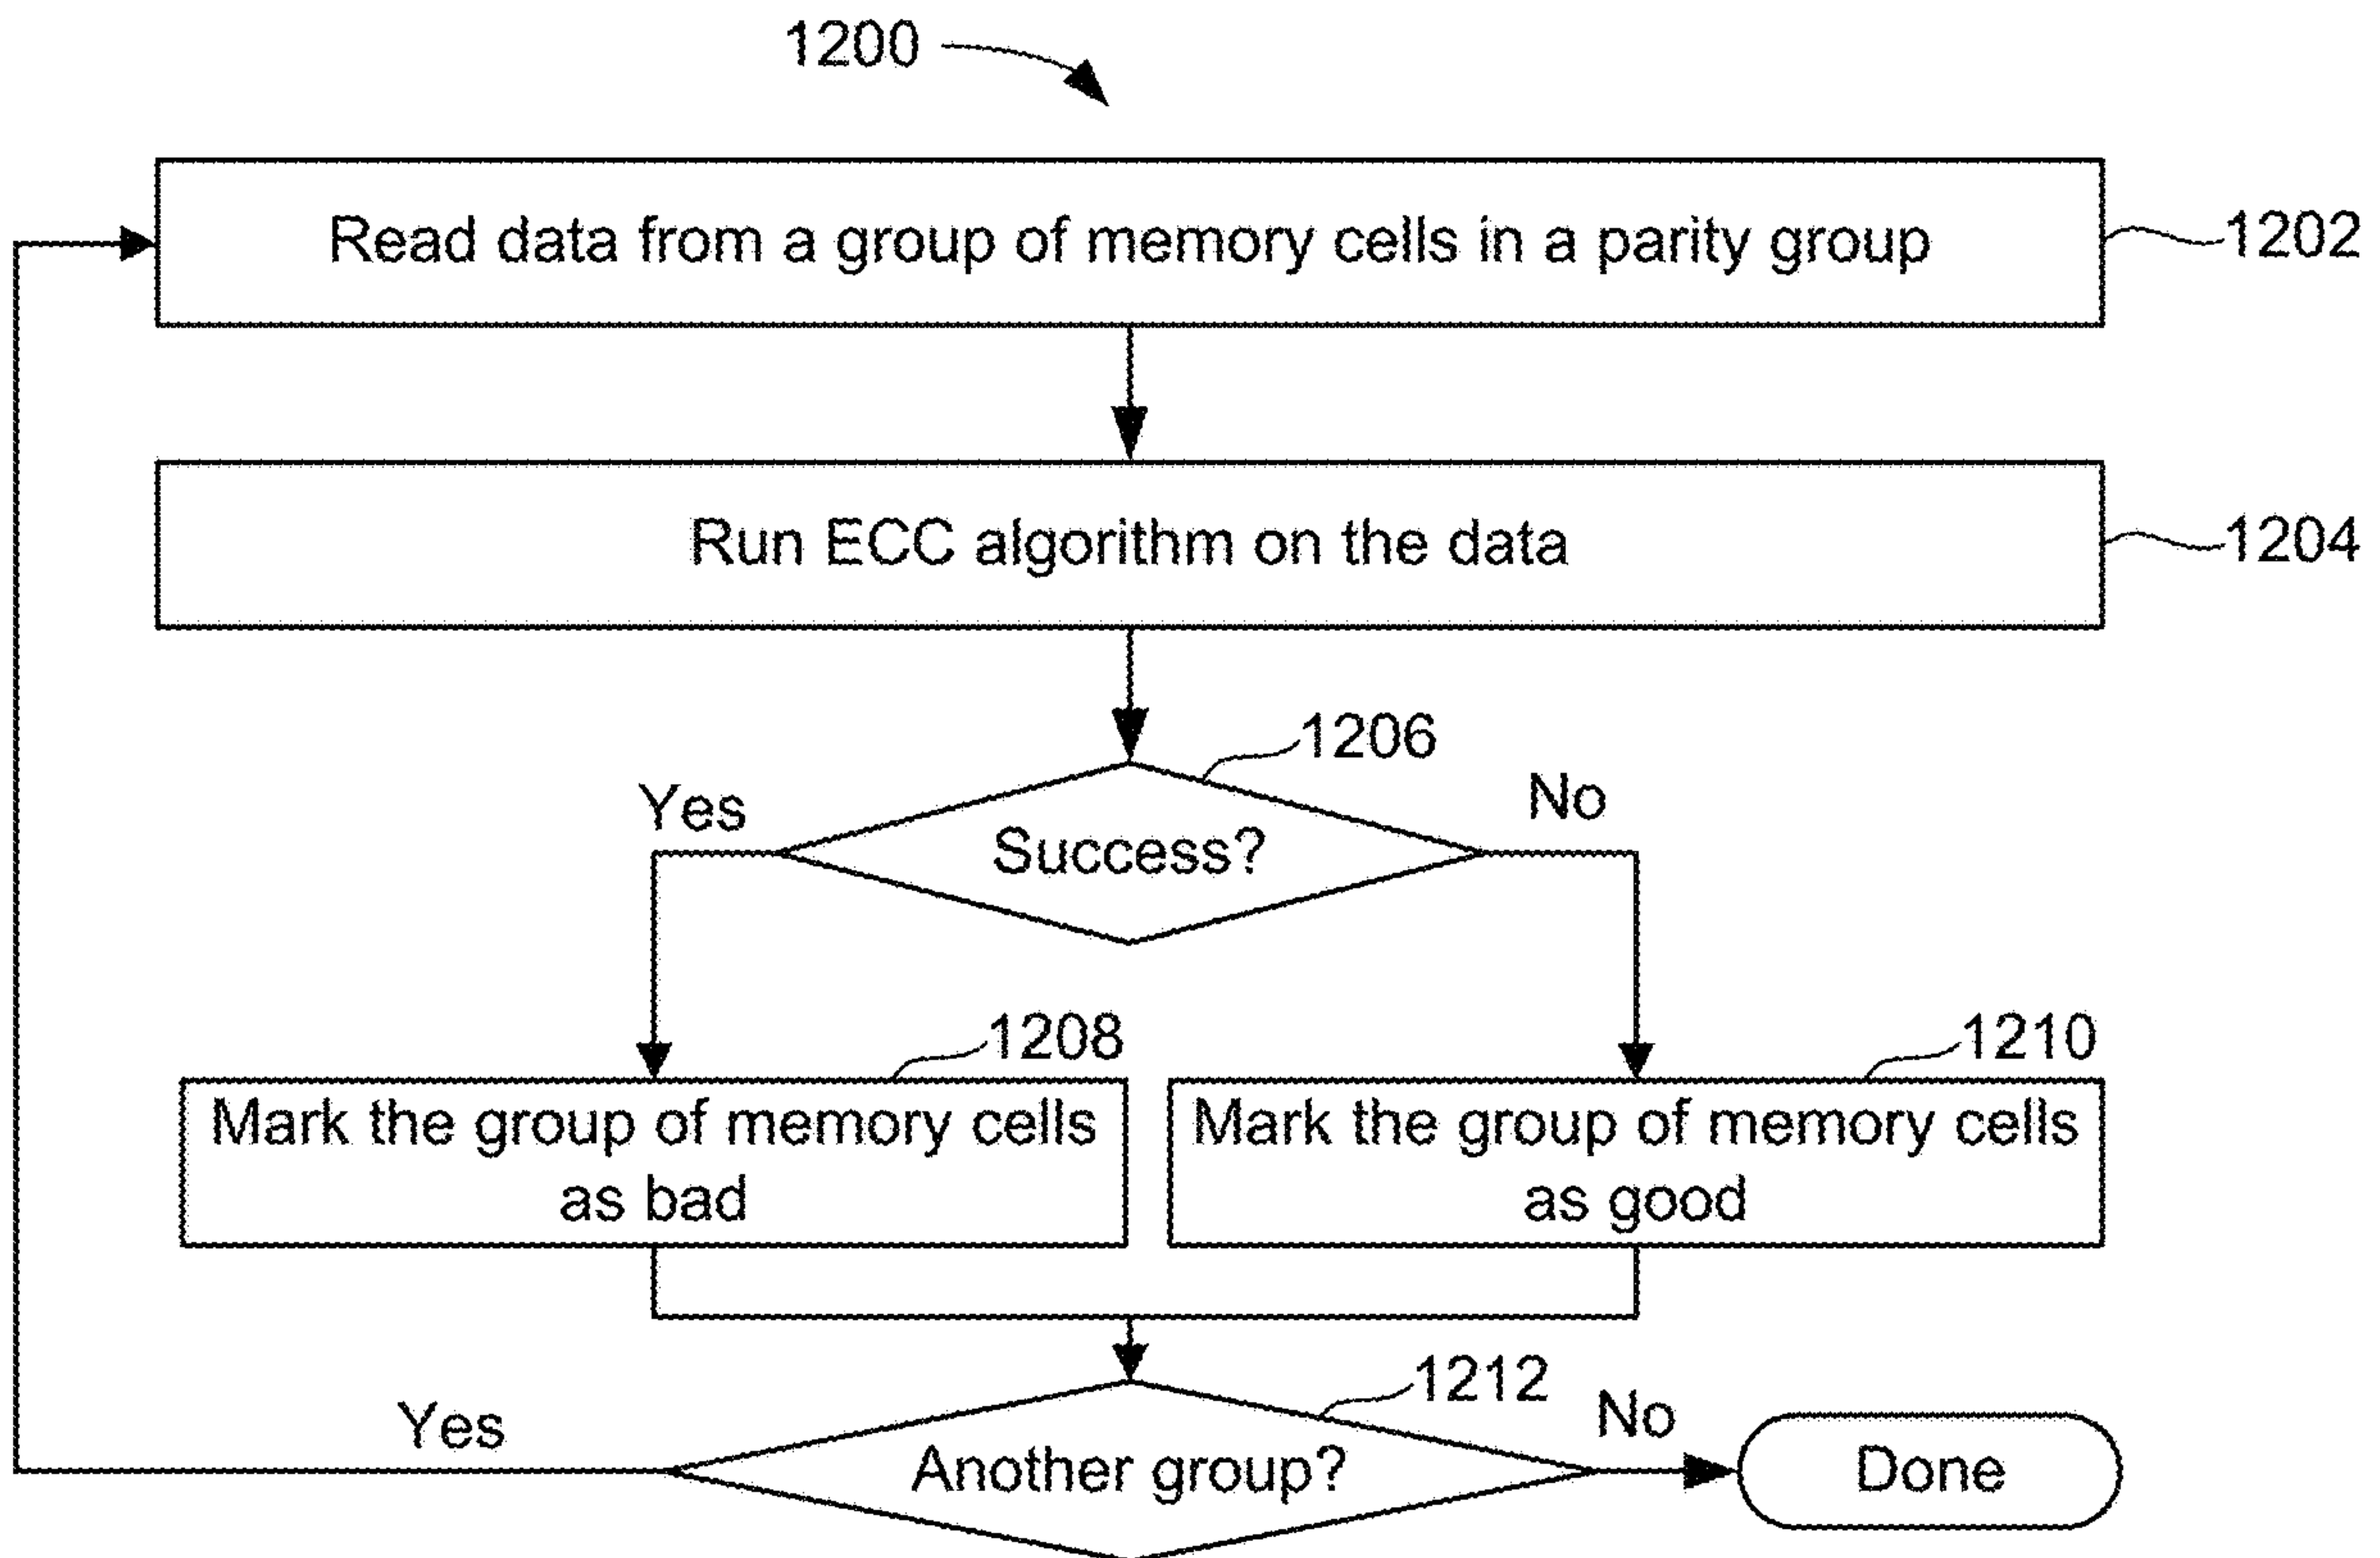 1200
Read data from a group of memory cells in a parity group
1202
Run ECC algorithm on the data
1204
1206
Yes
No
Success?
1208
1210
Mark the group of memory cells
as bad
Mark the group of memory cells
as good
1212
Yes
No
Another group?
Done